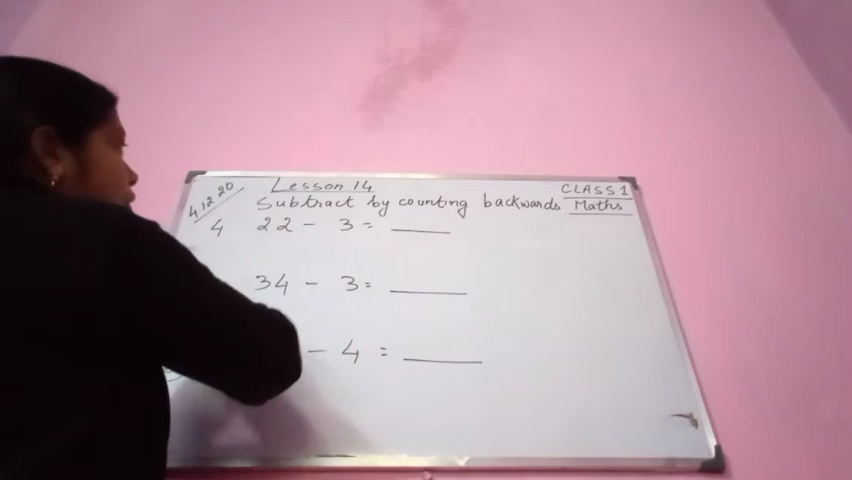 4 12 20 Lesson 14 CLASS 1
Subtract by counting backwards Maths
4 22 - 3 = ____
34 - 3 = ____
- 4 = ____